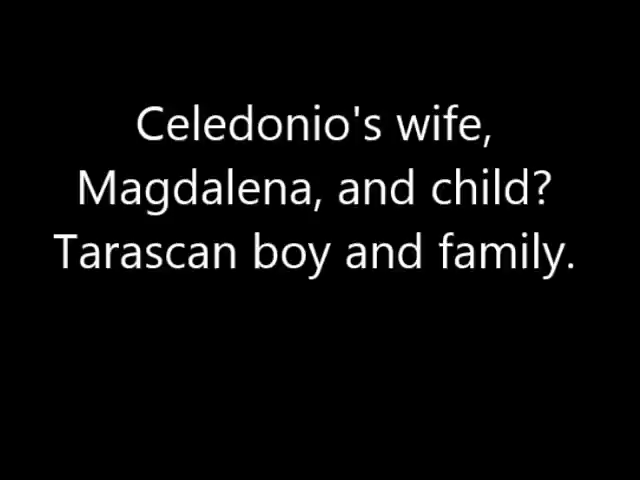 Celedonio's wife,
Magdalena, and child?
Tarascan boy and family.